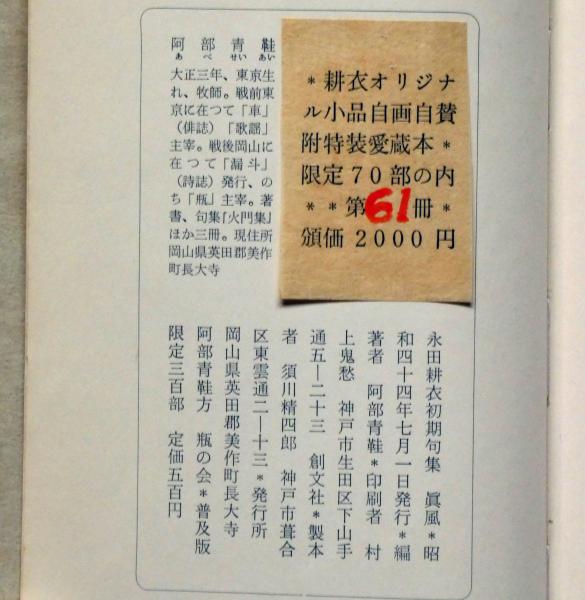 阿部青鞋
あべせいあい
大正三年、東京生
れ、牧師。戦前東
京に在つて「車」
（俳誌）「歌謡」
主宰。戦後岡山に
在つて「漏斗」
（詩誌）発行、の
ち「瓶」主宰。著
書、句集『火門集』
ほか三冊。現住所
岡山県英田郡美作
町長大寺
＊耕衣オリジナ
ル小品自画自賛
附特装愛蔵本＊
限定70部の内
＊＊第61冊＊
頒価2000円
永田耕衣初期句集　眞風＊昭
和四十四年七月一日発行＊編
著者　阿部青鞋＊印刷者　村
上鬼愁　神戸市生田区下山手
通五―二十三　創文社＊製本
者　須川精四郎　神戸市葺合
区東雲通二―十三＊発行所
岡山県英田郡美作町長大寺
阿部青鞋方　瓶の会＊普及版
限定三百部　定価五百円